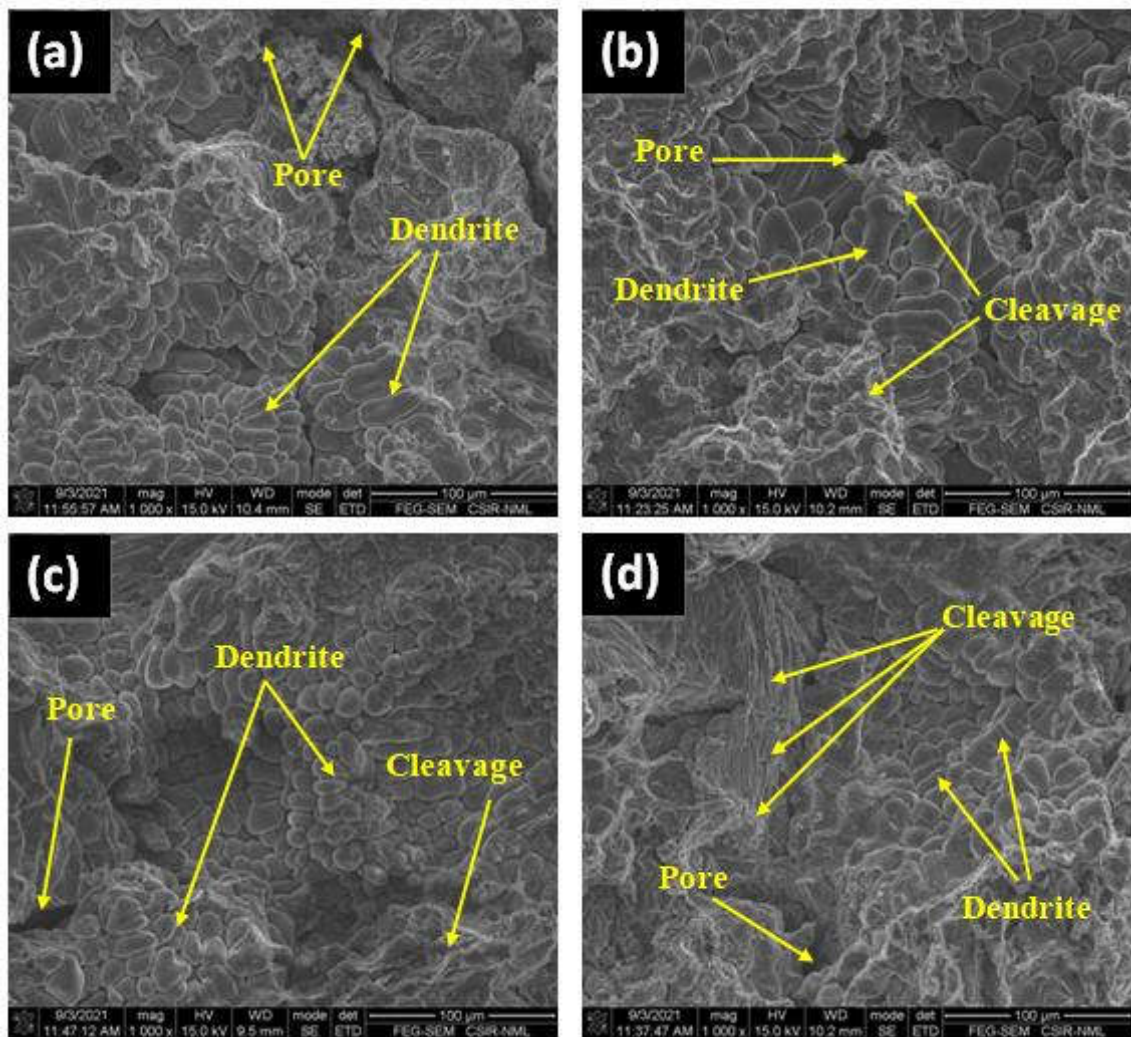 (a)
Pore
Dendrite
9/3/2021 mag HV WD mode det 100 µm
11:55:57 AM 1 000 x 15.0 kV 10.4 mm SE ETD FEG-SEM CSIR-NML
(b)
Pore
Dendrite
Cleavage
9/3/2021 mag HV WD mode det 100 µm
11:23:25 AM 1 000 x 15.0 kV 10.2 mm SE ETD FEG-SEM CSIR-NML
(c)
Dendrite
Pore
Cleavage
9/3/2021 mag HV WD mode det 100 µm
11:47:12 AM 1 000 x 15.0 kV 9.5 mm SE ETD FEG-SEM CSIR-NML
(d)
Cleavage
Pore
Dendrite
9/3/2021 mag HV WD mode det 100 µm
11:37:47 AM 1 000 x 15.0 kV 10.2 mm SE ETD FEG-SEM CSIR-NML